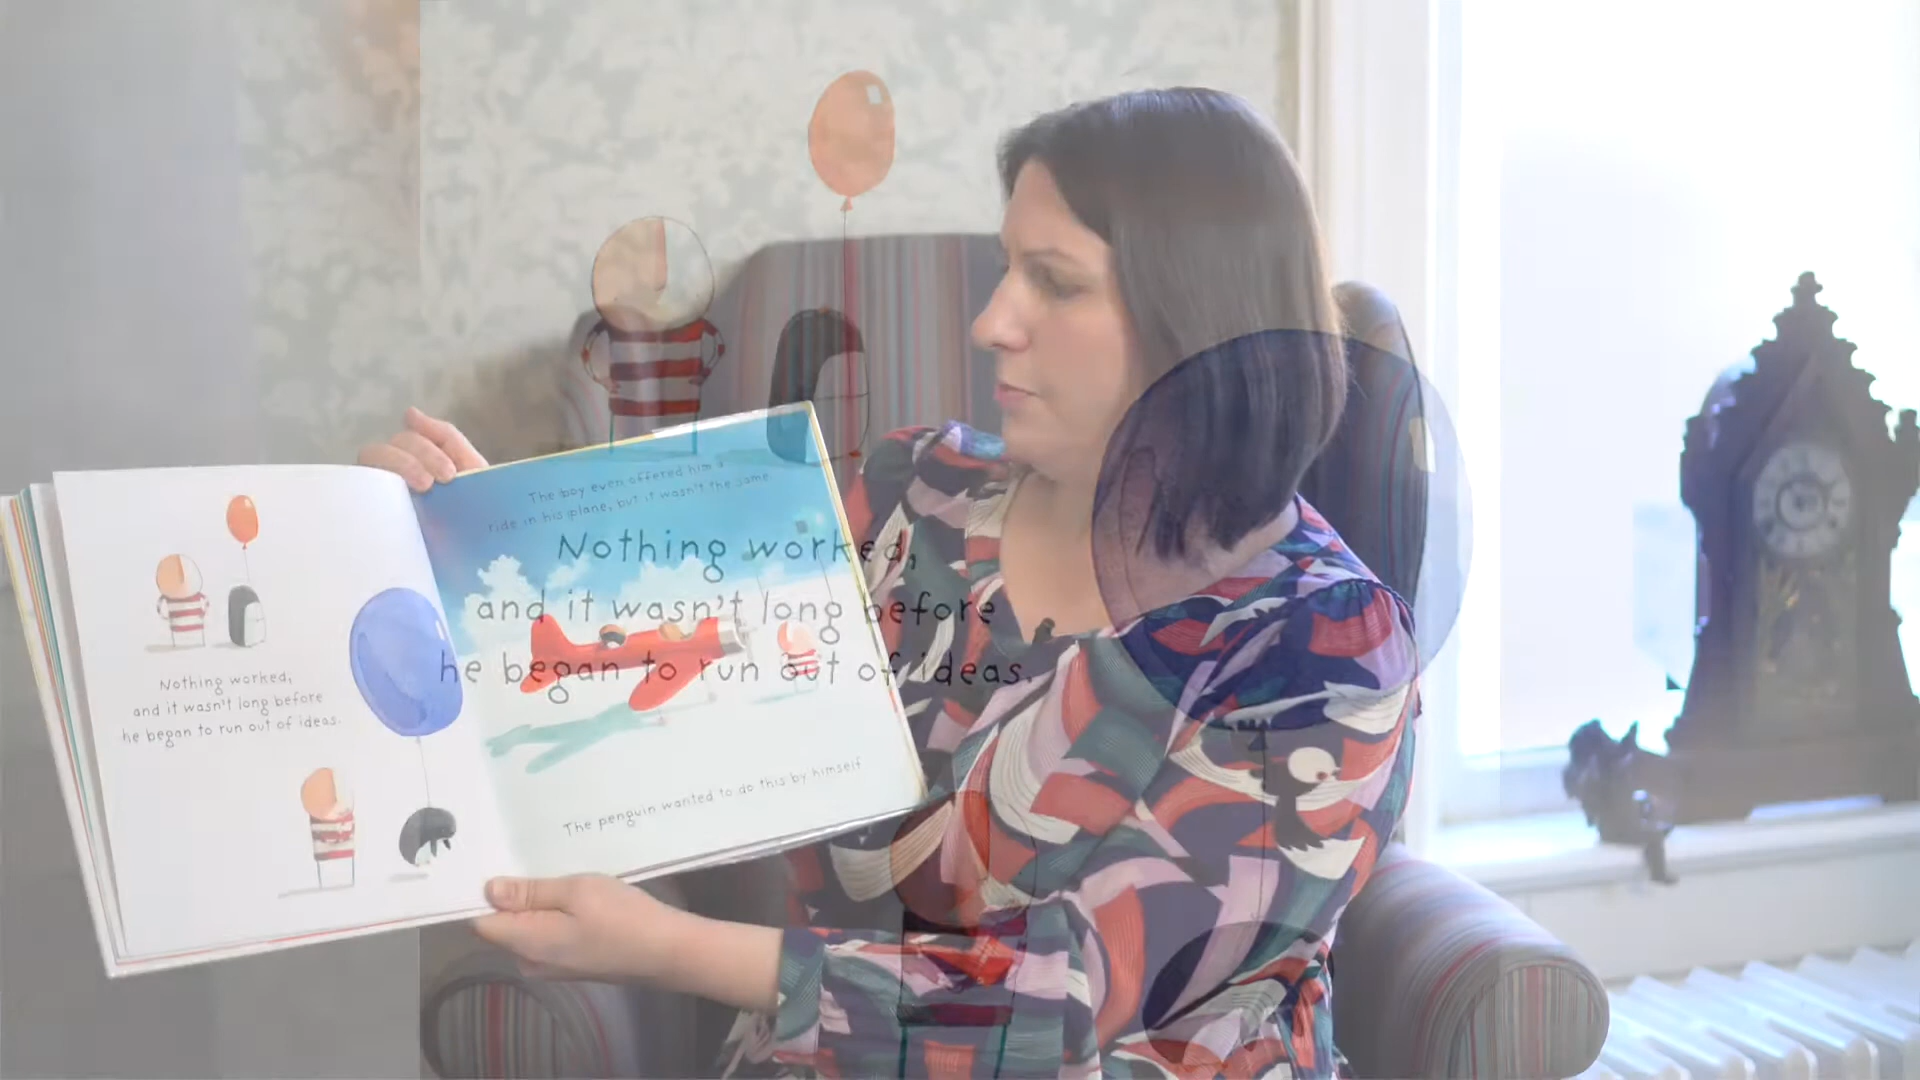 The boy even offered him a
ride in his plane, but it wasn't the same.
Nothing worked,
and it wasn't long before
he began to run out of ideas.
Nothing worked,
and it wasn't long before
he began to run out of ideas.
The penguin wanted to do this by himself